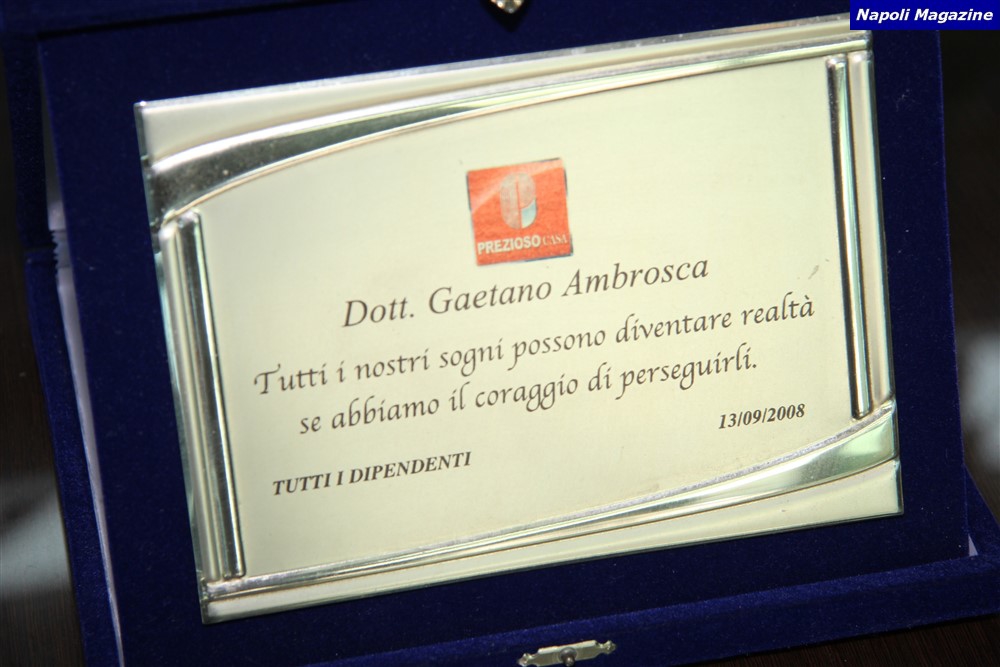 Napoli Magazine
PREZIOSO CASA
Dott. Gaetano Ambrosca
Tutti i nostri sogni possono diventare realtà
se abbiamo il coraggio di perseguirli.
13/09/2008
TUTTI I DIPENDENTI